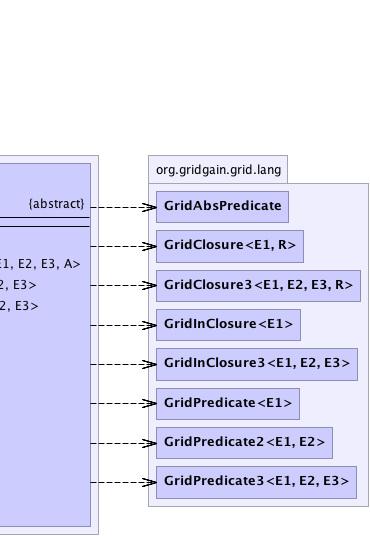 org.gridgain.grid.lang
{abstract}
GridAbsPredicate
GridClosure<E1, R>
E1, E2, E3, A>
GridClosure3<E1, E2, E3, R>
2, E3>
2, E3>
GridInClosure<E1>
GridInClosure3<E1, E2, E3>
GridPredicate<E1>
GridPredicate2<E1, E2>
GridPredicate3<E1, E2, E3>